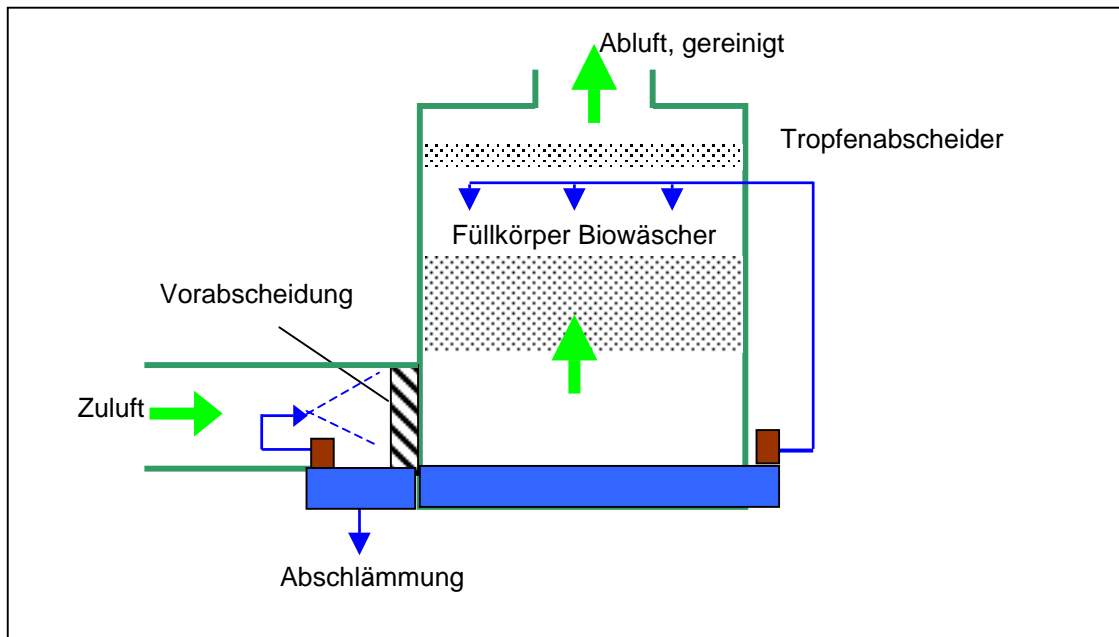 Abluft, gereinigt
Tropfenabscheider
Füllkörper Biowäscher
Vorabscheidung
Zuluft
Abschlämmung